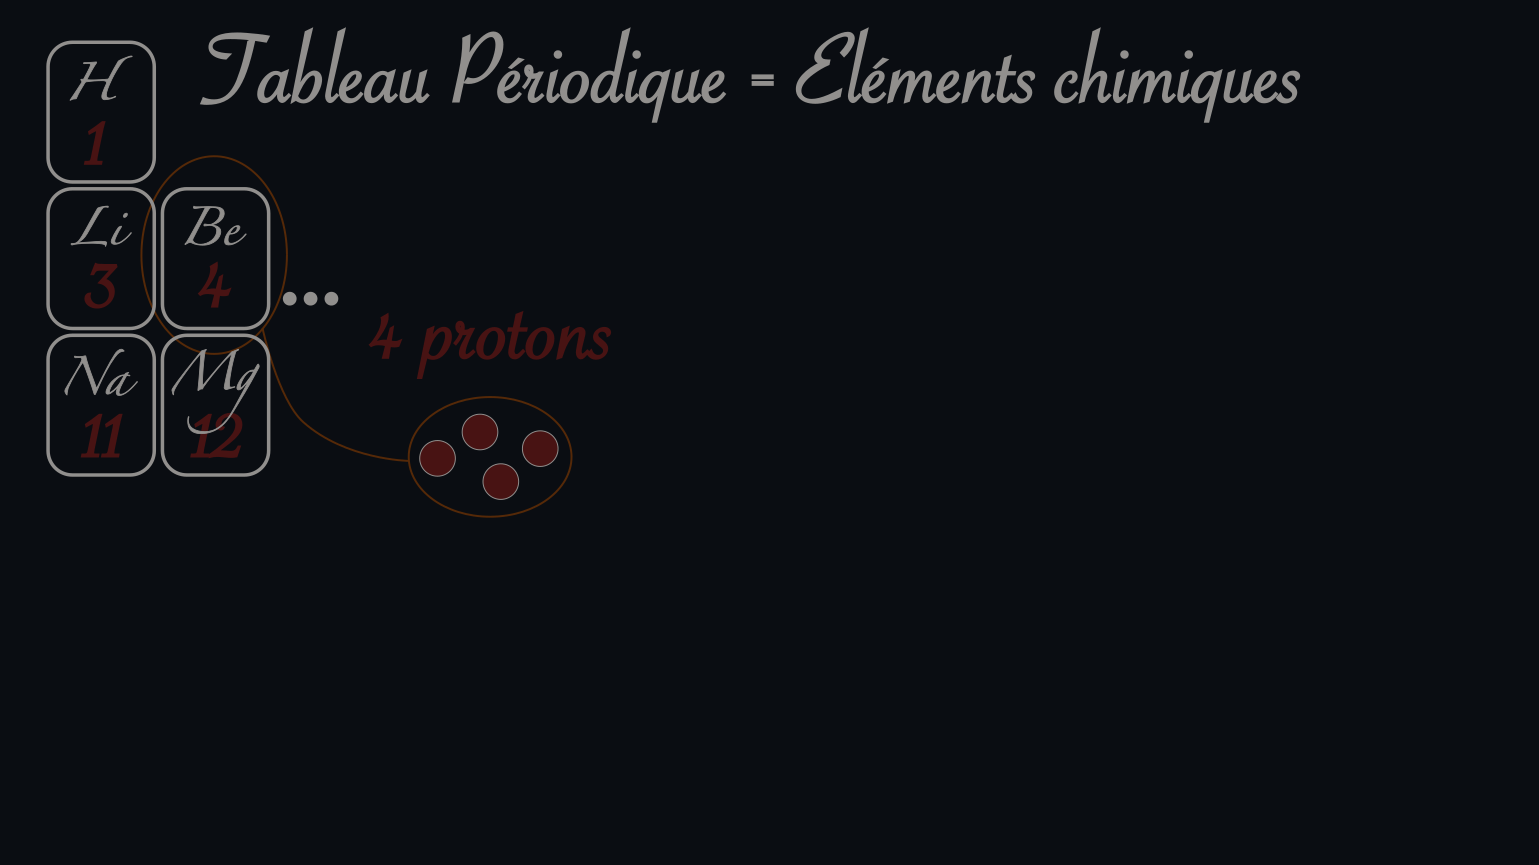 Tableau Périodique = Eléments chimiques
H
1
Li
3
Be
4
...
4 protons
Na
11
Mg
12